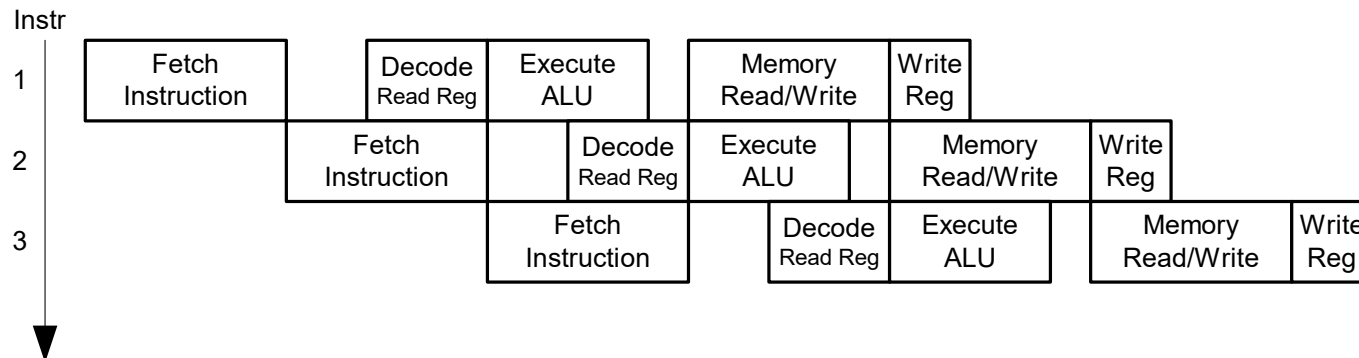 Instr
1
Fetch
Instruction
Decode
Read Reg
Execute
ALU
Memory
Read/Write
Write
Reg
2
Fetch
Instruction
Decode
Read Reg
Execute
ALU
Memory
Read/Write
Write
Reg
3
Fetch
Instruction
Decode
Read Reg
Execute
ALU
Memory
Read/Write
Write
Reg